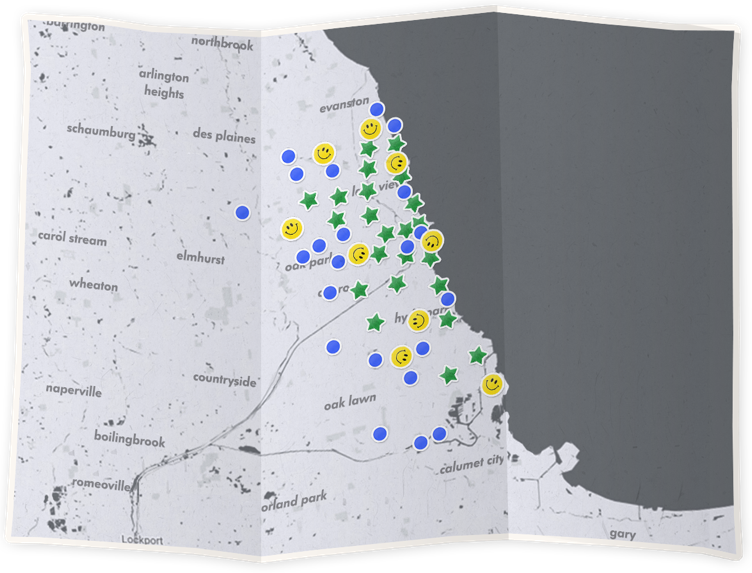 barrington
northbrook
arlington
heights
evanston
schaumburg
des plaines
carol stream
elmhurst
oak park
wheaton
countryside
naperville
oak lawn
boilingbrook
calumet city
romeoville
orland park
gary
Lockport